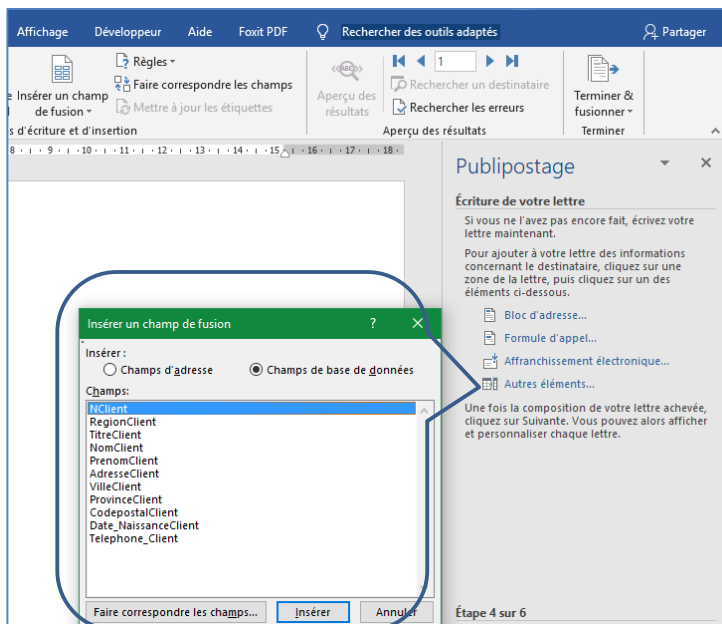 Affichage Développeur Aide Foxit PDF Rechercher des outils adaptés Partager
Règles
Faire correspondre les champs
Mettre à jour les étiquettes
Insérer un champ
de fusion
s d'écriture et d'insertion
«ABC»
Aperçu des
résultats
1
Rechercher un destinataire
Rechercher les erreurs
Aperçu des résultats
Terminer &
fusionner
Terminer
8 · 9 · 10 · 11 · 12 · 13 · 14 · 15 · 16 · 17 · 18
Publipostage
Écriture de votre lettre
Si vous ne l'avez pas encore fait, écrivez votre
lettre maintenant.
Pour ajouter à votre lettre des informations
concernant le destinataire, cliquez sur une
zone de la lettre, puis cliquez sur un des
éléments ci-dessous.
Bloc d'adresse...
Formule d'appel...
Affranchissement électronique...
Autres éléments...
Une fois la composition de votre lettre achevée,
cliquez sur Suivante. Vous pouvez alors afficher
et personnaliser chaque lettre.
Étape 4 sur 6
Insérer un champ de fusion ? ×
Insérer :
Champs d'adresse Champs de base de données
Champs:
NClient
RegionClient
TitreClient
NomClient
PrenomClient
AdresseClient
VilleClient
ProvinceClient
CodepostalClient
Date_NaissanceClient
Telephone_Client
Faire correspondre les champs... Insérer Annuler